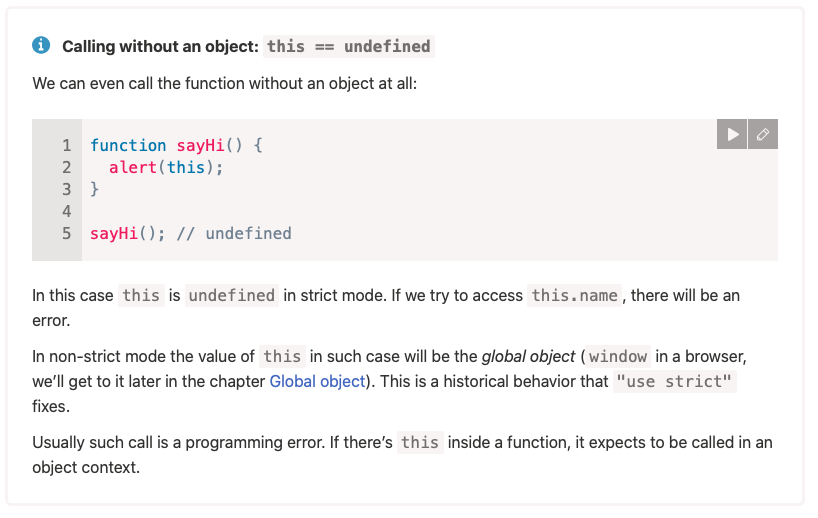 Calling without an object: this == undefined
We can even call the function without an object at all:
1 function sayHi() {
2   alert(this);
3 }
4
5 sayHi(); // undefined
In this case this is undefined in strict mode. If we try to access this.name, there will be an
error.
In non-strict mode the value of this in such case will be the global object (window in a browser,
we’ll get to it later in the chapter Global object). This is a historical behavior that "use strict"
fixes.
Usually such call is a programming error. If there’s this inside a function, it expects to be called in an
object context.